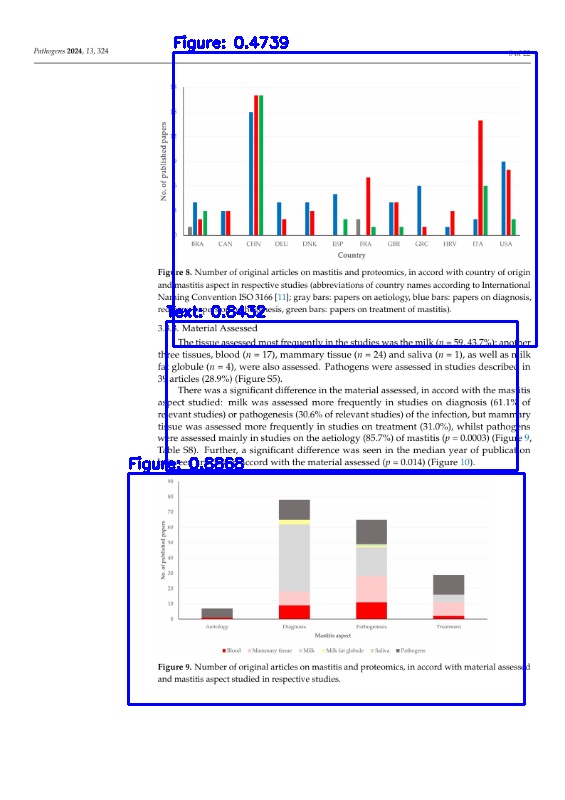 Figure: 0.4739
Pathogens 2024, 13, 324
No. of published papers
BRA CAN CHN DEU DNK ESP FRA GBR GRC HRV ITA USA
Country
Figure 8. Number of original articles on mastitis and proteomics, in accord with country of origin
and mastitis aspect in respective studies (abbreviations of country names according to International
Naming Convention ISO 3166 [11]; gray bars: papers on aetiology, blue bars: papers on diagnosis,
green bars: papers on treatment of mastitis).
Text: 0.8432
Material Assessed
The tissue assessed most frequently in the studies was the milk (n = 59, 43.7%); another
three tissues, blood (n = 17), mammary tissue (n = 24) and saliva (n = 1), as well as milk
fat globule (n = 4), were also assessed. Pathogens were assessed in studies described in
39 articles (28.9%) (Figure S5).
There was a significant difference in the material assessed, in accord with the mastitis
aspect studied: milk was assessed more frequently in studies on diagnosis (61.1% of
relevant studies) or pathogenesis (30.6% of relevant studies) of the infection, but mammary
tissue was assessed more frequently in studies on treatment (31.0%), whilst pathogens
were assessed mainly in studies on the aetiology (85.7%) of mastitis (p = 0.0003) (Figure 9,
Table S8). Further, a significant difference was seen in the median year of publication
accord with the material assessed (p = 0.014) (Figure 10).
Figure: 0.8868
90
80
70
60
50
40
30
20
10
0
No. of published papers
Aetiology Diagnosis Pathogenesis Treatment
Mastitis aspect
Blood Mammary tissue Milk Milk fat globule Saliva Pathogens
Figure 9. Number of original articles on mastitis and proteomics, in accord with material assessed
and mastitis aspect studied in respective studies.